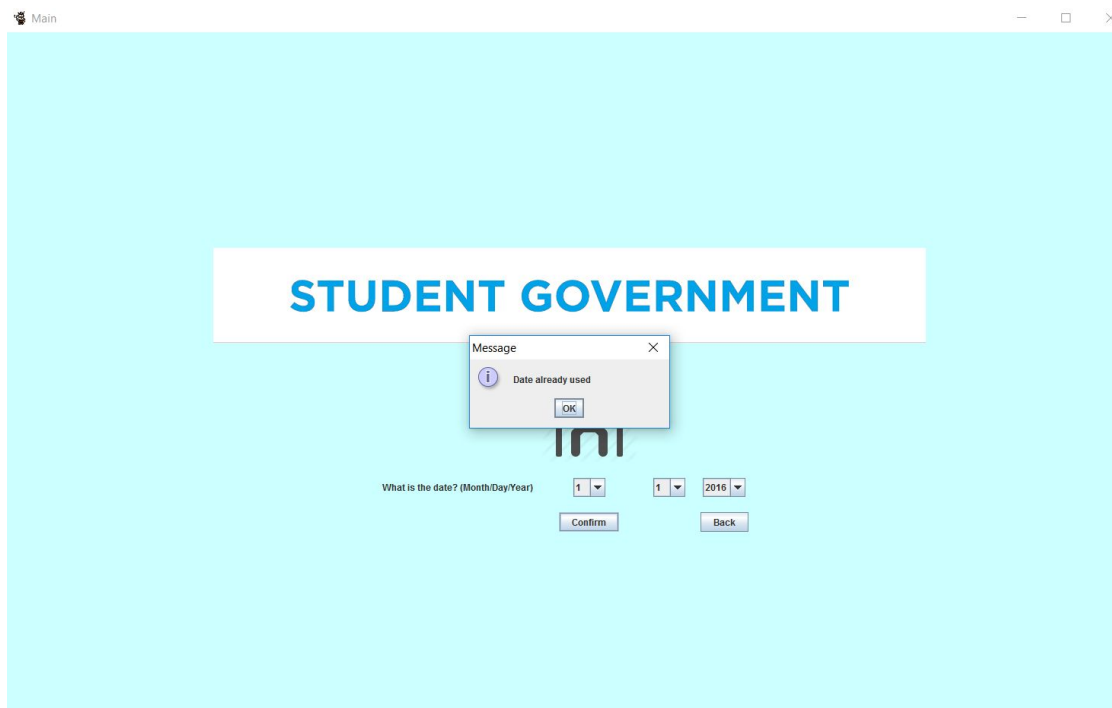 Main
STUDENT GOVERNMENT
Message
Date already used
OK
What is the date? (Month/Day/Year) 1 1 2016
Confirm Back